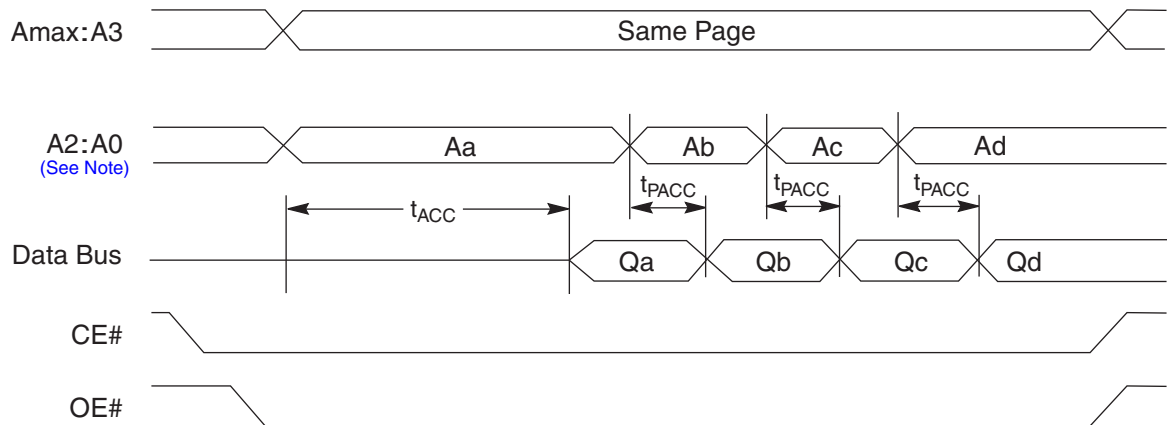 Amax:A3 Same Page
A2:A0 Aa Ab Ac Ad
(See Note)
tACC tPACC tPACC tPACC
Data Bus Qa Qb Qc Qd
CE#
OE#